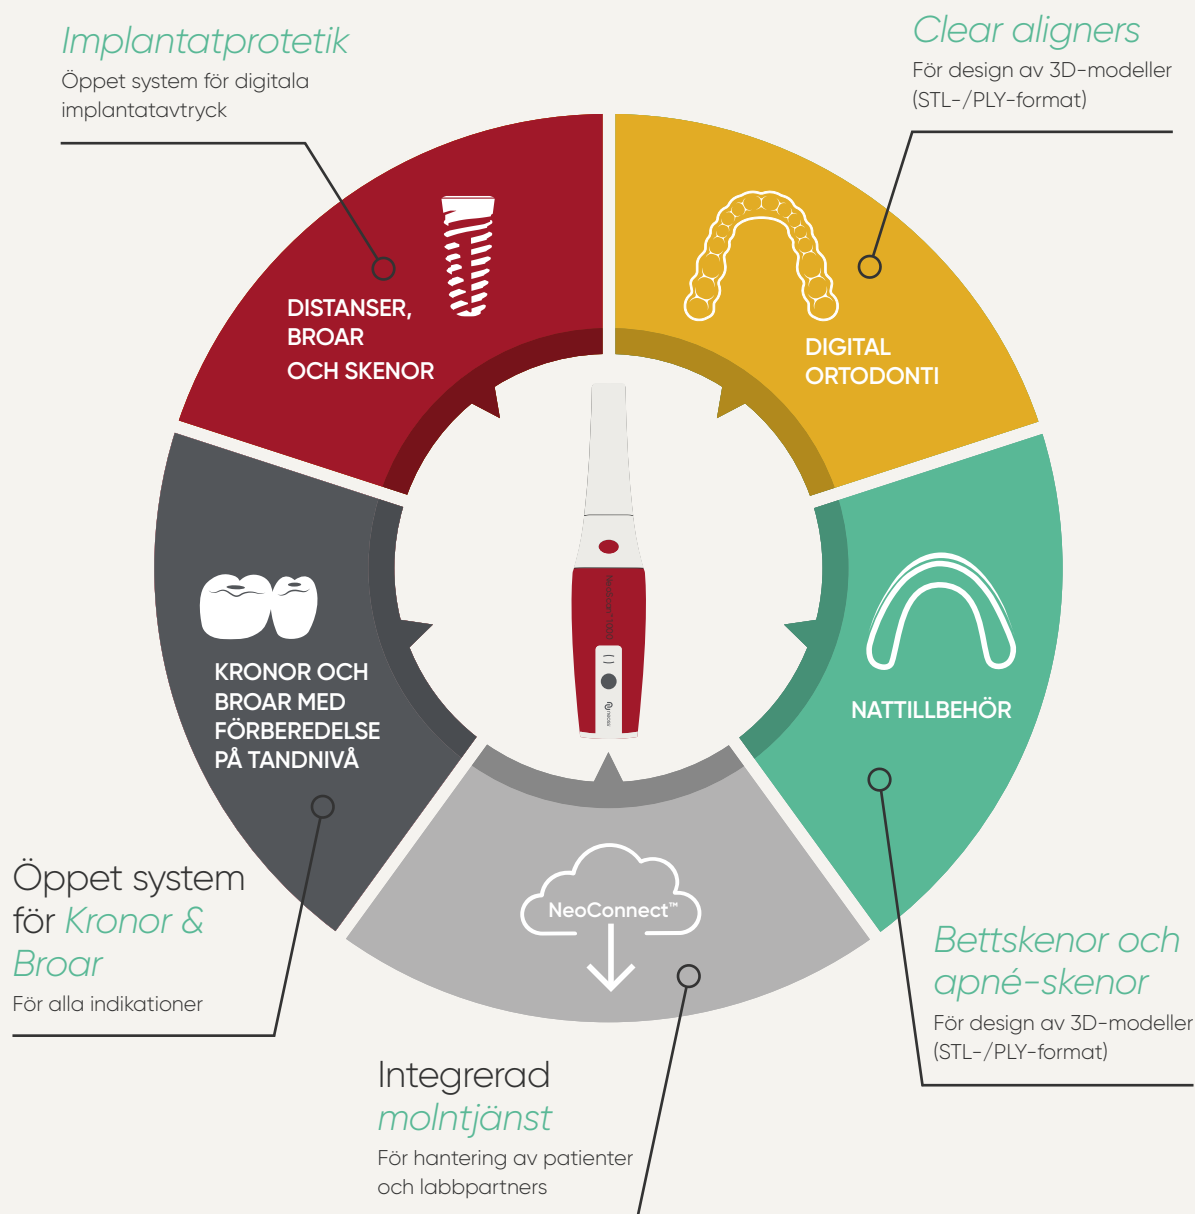 Implantatprotetik
Öppet system för digitala
implantatavtryck
Clear aligners
För design av 3D-modeller
(STL-/PLY-format)
DISTANSER,
BROAR
OCH SKENOR
DIGITAL
ORTODONTI
KRONOR OCH
BROAR MED
FÖRBEREDELSE
PÅ TANDNIVÅ
NATTILLBEHÖR
NeoConnect™
Öppet system
för Kronor &
Broar
För alla indikationer
Bettskenor och
apné-skenor
För design av 3D-modeller
(STL-/PLY-format)
Integrerad
molntjänst
För hantering av patienter
och labbpartners